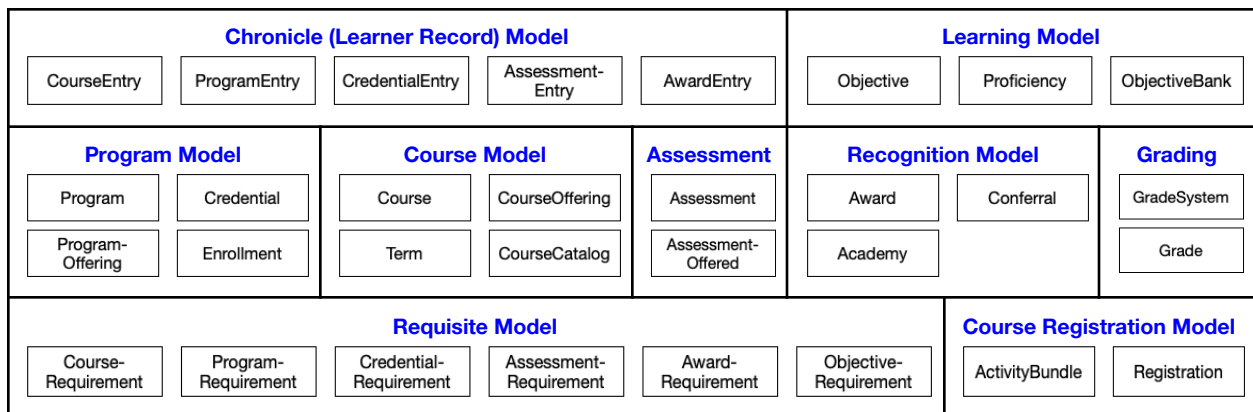 Chronicle (Learner Record) Model
CourseEntry
ProgramEntry
CredentialEntry
Assessment-
Entry
AwardEntry
Learning Model
Objective
Proficiency
ObjectiveBank
Program Model
Program
Credential
Program-
Offering
Enrollment
Course Model
Course
CourseOffering
Term
CourseCatalog
Assessment
Assessment
Assessment-
Offered
Recognition Model
Award
Conferral
Academy
Grading
GradeSystem
Grade
Requisite Model
Course-
Requirement
Program-
Requirement
Credential-
Requirement
Assessment-
Requirement
Award-
Requirement
Objective-
Requirement
Course Registration Model
ActivityBundle
Registration